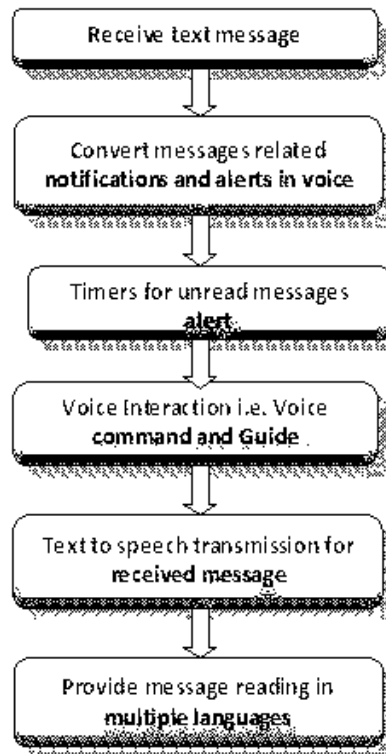 Receive text message
Convert messages related
notifications and alerts in voice
Timers for unread messages
alert
Voice Interaction i.e. Voice
command and Guide
Text to speech transmission for
received message
Provide message reading in
multiple languages